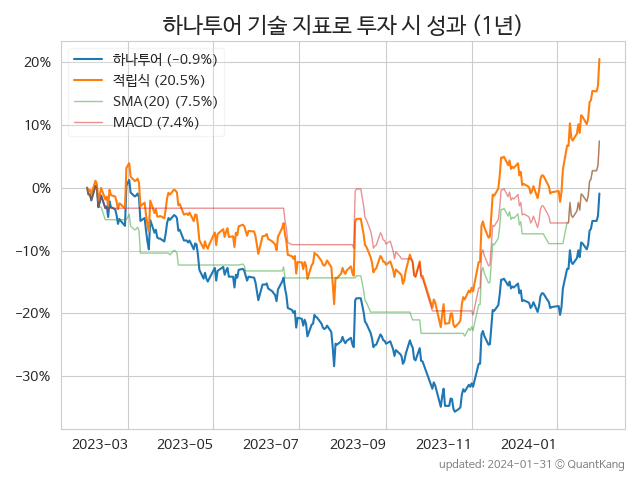 하나투어 기술 지표로 투자 시 성과 (1년)
하나투어 (−0.9%)
적립식 (20.5%)
SMA(20) (7.5%)
MACD (7.4%)
20%
10%
0%
−10%
−20%
−30%
2023-03 2023-05 2023-07 2023-09 2023-11 2024-01
updated: 2024-01-31 © QuantKang